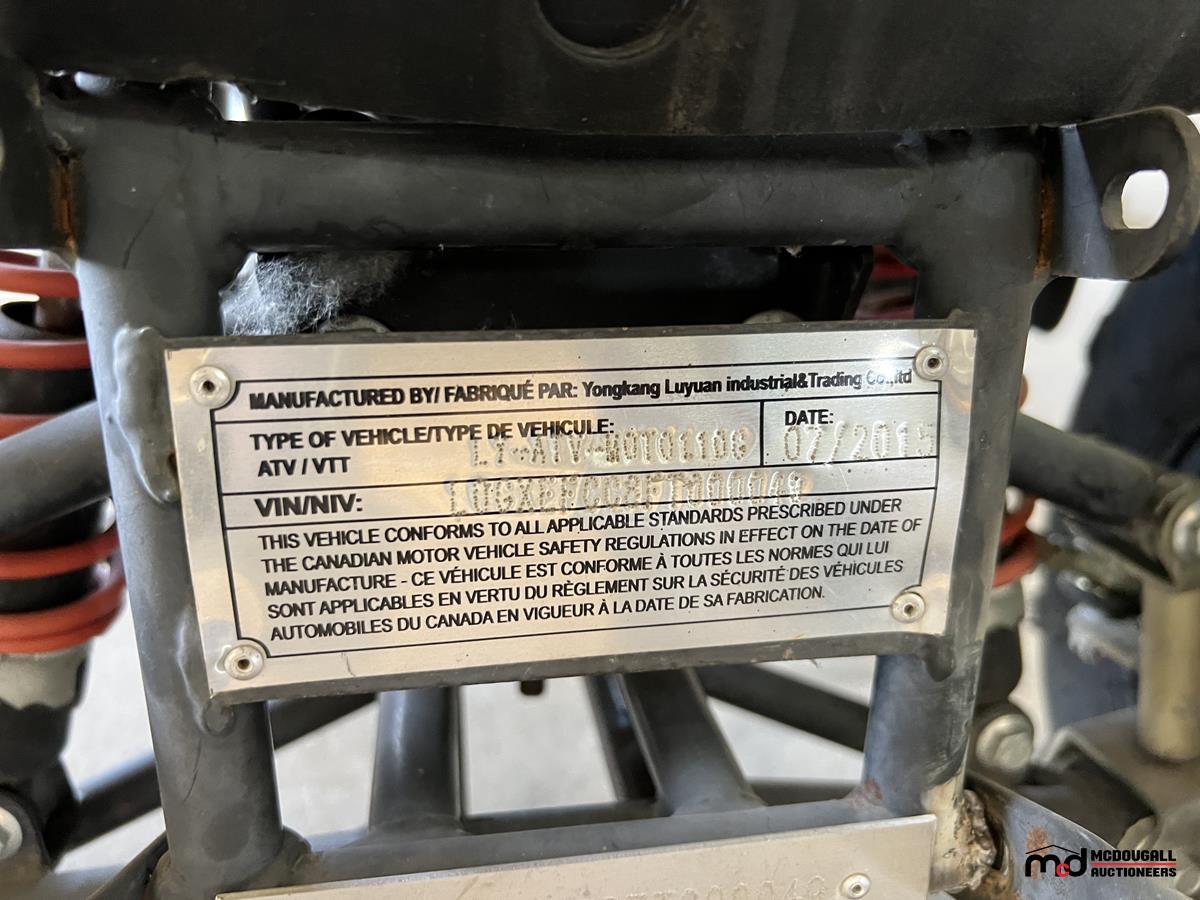 MANUFACTURED BY/ FABRIQUÉ PAR: Yongkang Luyuan industrial&Trading Co.,ltd
TYPE OF VEHICLE/TYPE DE VEHICULE:
ATV / VTT
DATE:
07/2015
VIN/NIV:
THIS VEHICLE CONFORMS TO ALL APPLICABLE STANDARDS PRESCRIBED UNDER
THE CANADIAN MOTOR VEHICLE SAFETY REGULATIONS IN EFFECT ON THE DATE OF
MANUFACTURE - CE VÉHICULE EST CONFORME À TOUTES LES NORMES QUI LUI
SONT APPLICABLES EN VERTU DU RÈGLEMENT SUR LA SÉCURITÉ DES VÉHICULES
AUTOMOBILES DU CANADA EN VIGUEUR À LA DATE DE SA FABRICATION.
mcd MCDOUGALL
AUCTIONEERS